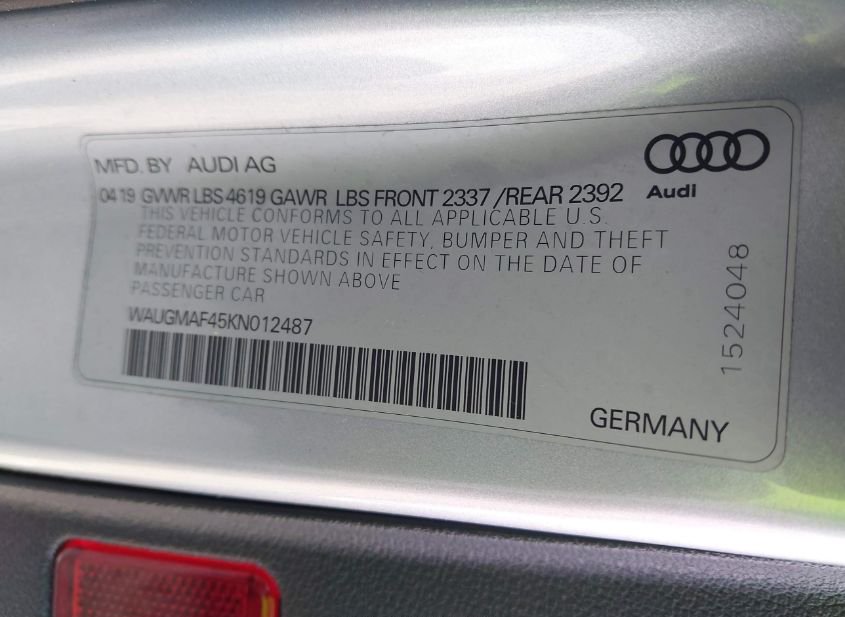 MFD. BY AUDI AG
Audi
04 19 GVWR LBS 4619 GAWR LBS FRONT 2337 /REAR 2392
THIS VEHICLE CONFORMS TO ALL APPLICABLE U.S.
FEDERAL MOTOR VEHICLE SAFETY, BUMPER AND THEFT
PREVENTION STANDARDS IN EFFECT ON THE DATE OF
MANUFACTURE SHOWN ABOVE
PASSENGER CAR
WAUGMAF45KN012487
1524048
GERMANY